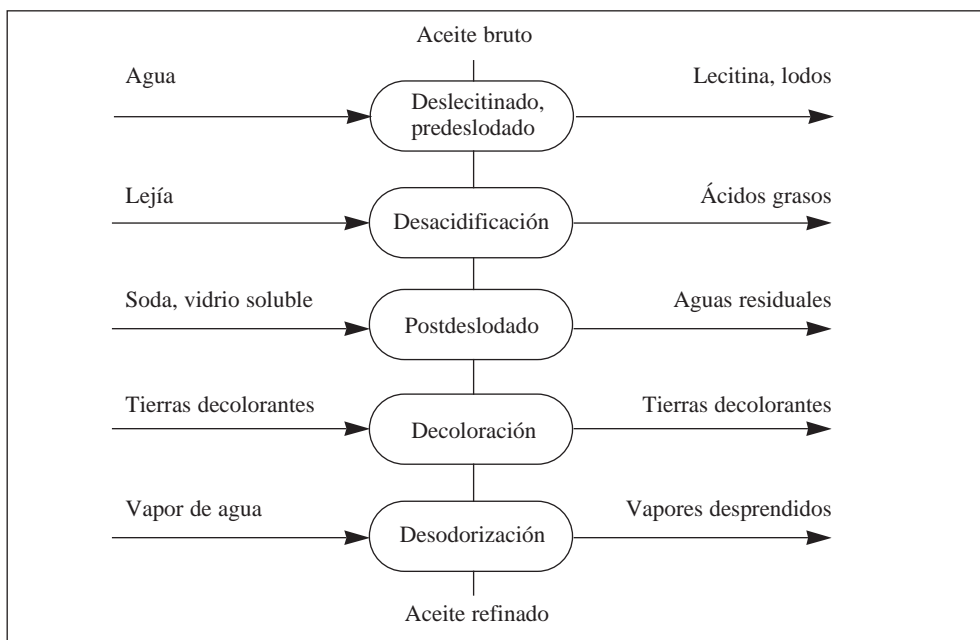 Aceite bruto
Agua
Lecitina, lodos
Deslecitinado,
predeslodado
Lejía
Ácidos grasos
Desacidificación
Soda, vidrio soluble
Aguas residuales
Postdeslodado
Tierras decolorantes
Tierras decolorantes
Decoloración
Vapor de agua
Vapores desprendidos
Desodorización
Aceite refinado